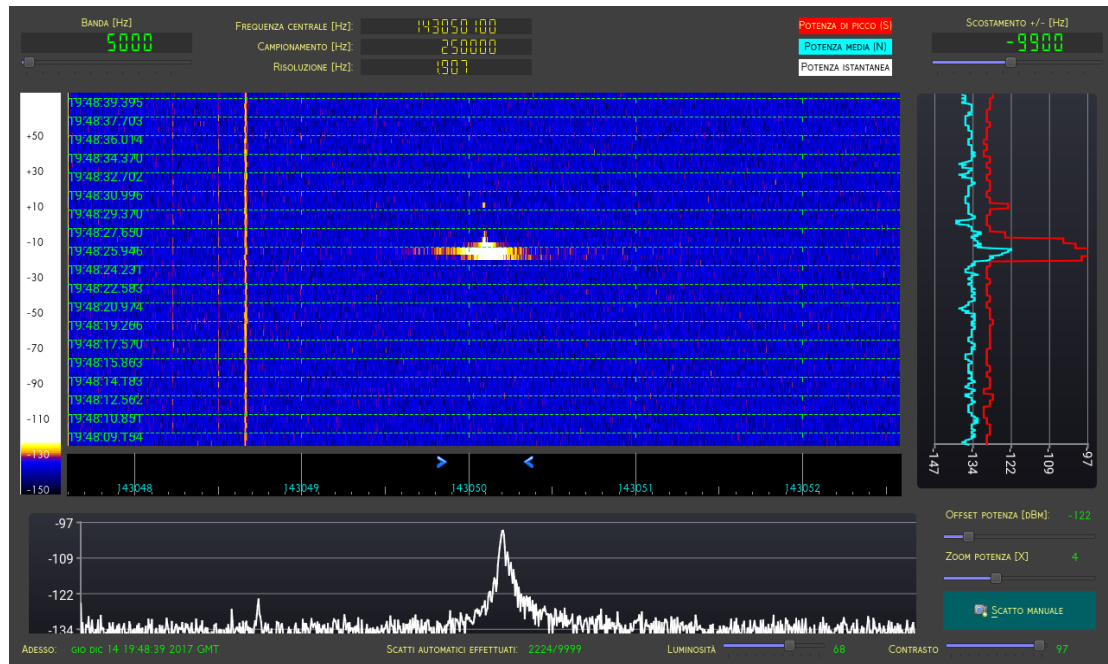 Banda [Hz]
5000
Frequenza centrale [Hz]: 143050100
Campionamento [Hz]: 250000
Risoluzione [Hz]: 1.907
Potenza di picco (S)
Potenza media (N)
Potenza istantanea
Scostamento +/- [Hz]
-9900
+50
+30
+10
-10
-30
-50
-70
-90
-110
-130
-150
19:48:39.395
19:48:37.703
19:48:36.014
19:48:34.370
19:48:32.702
19:48:30.996
19:48:29.370
19:48:27.650
19:48:25.946
19:48:24.231
19:48:22.583
19:48:20.974
19:48:19.266
19:48:17.570
19:48:15.863
19:48:14.183
19:48:12.562
19:48:10.851
19:48:09.154
> <
143048 143049 143050 143051 143052
-147 -134 -122 -109 -97
-97
-109
-122
-134
Offset potenza [dBm]: -122
Zoom potenza [X] 4
Scatto manuale
Adesso: gio dic 14 19:48:39 2017 GMT
Scatti automatici effettuati: 2224/9999
Luminosità 68
Contrasto 97